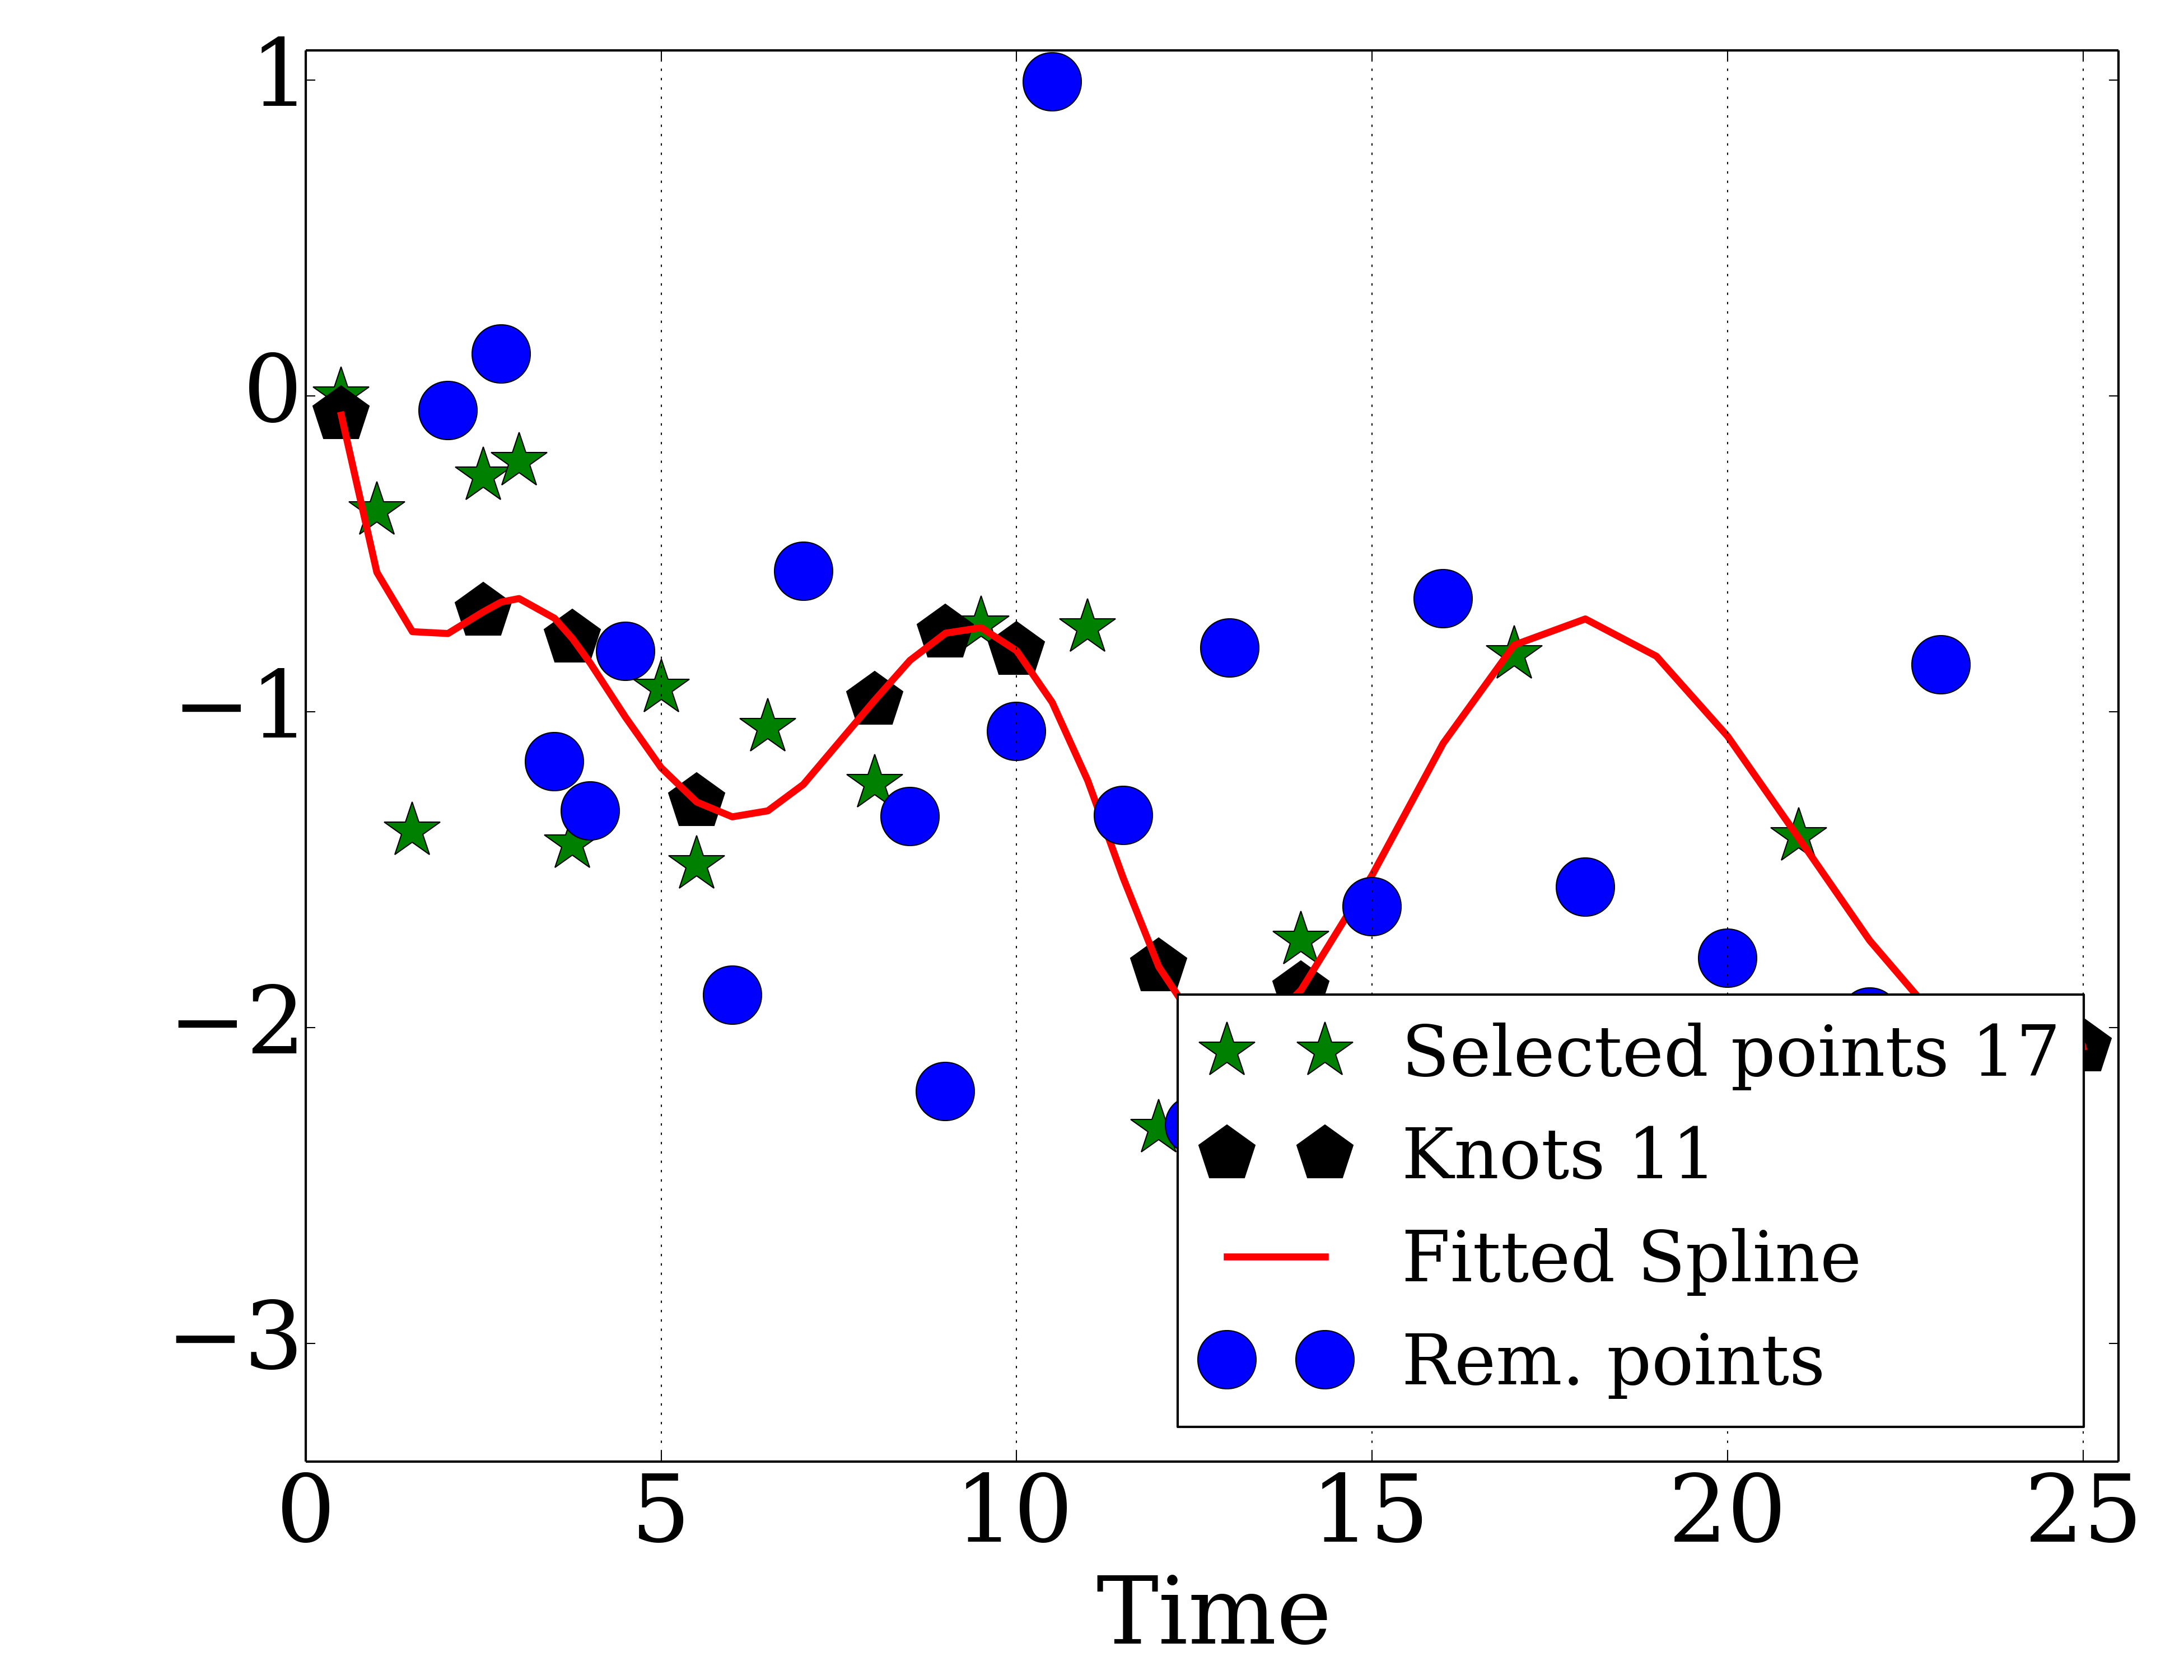 1
0
−1
−2
−3
Selected points 17
Knots 11
Fitted Spline
Rem. points
0 5 10 15 20 25
Time